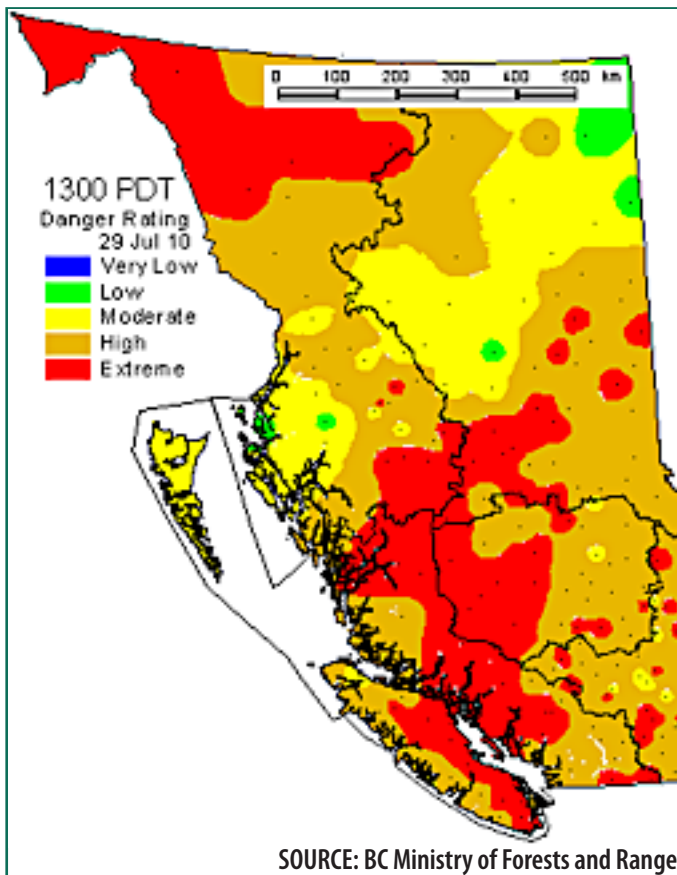 0 100 200 300 400 500 km
1300 PDT
Danger Rating
29 Jul 10
Very Low
Low
Moderate
High
Extreme
SOURCE: BC Ministry of Forests and Range